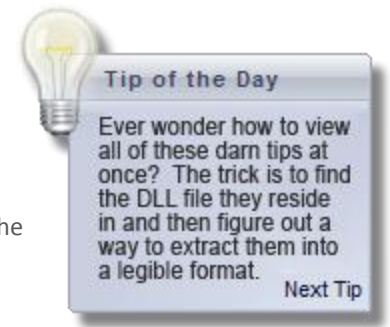 Tip of the Day
Ever wonder how to view
all of these darn tips at
once? The trick is to find
the DLL file they reside
in and then figure out a
way to extract them into
a legible format.
Next Tip